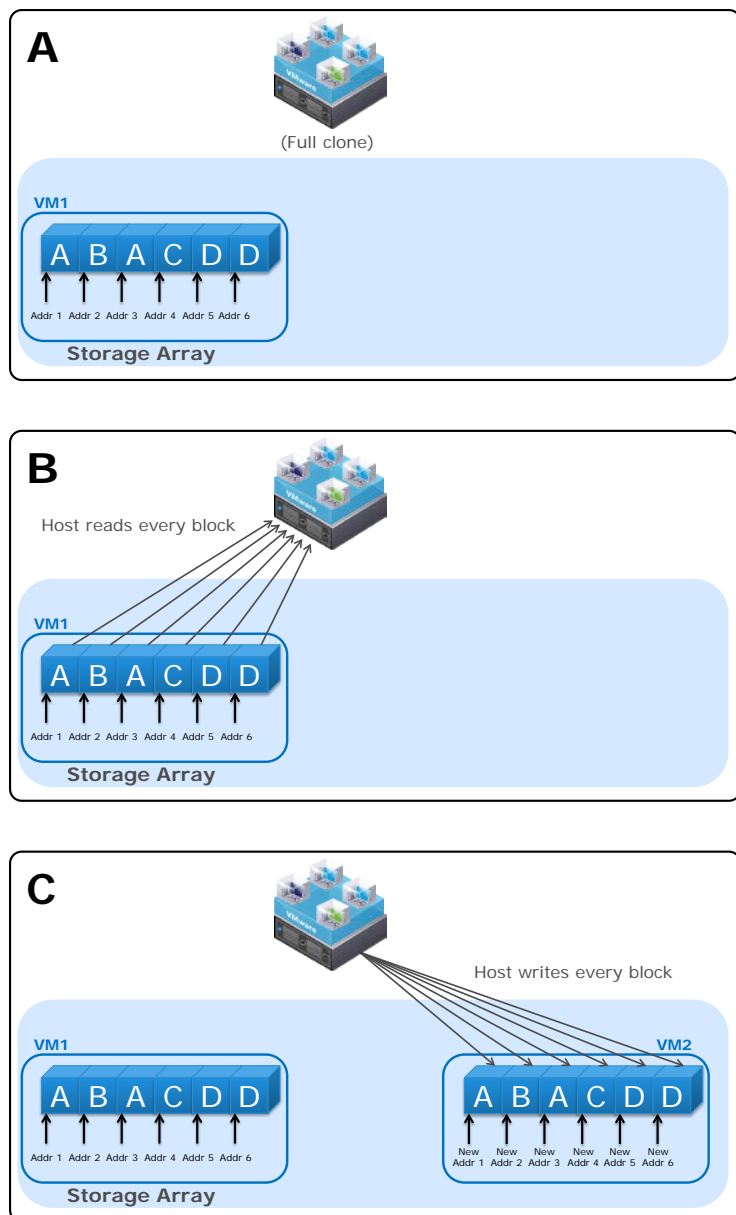 A
VMware
(Full clone)
VM1
A B A C D D
Addr 1 Addr 2 Addr 3 Addr 4 Addr 5 Addr 6
Storage Array
B
VMware
Host reads every block
VM1
A B A C D D
Addr 1 Addr 2 Addr 3 Addr 4 Addr 5 Addr 6
Storage Array
C
VMware
Host writes every block
VM1
VM2
A B A C D D
A B A C D D
Addr 1 Addr 2 Addr 3 Addr 4 Addr 5 Addr 6
New New New New New New
Addr 1 Addr 2 Addr 3 Addr 4 Addr 5 Addr 6
Storage Array